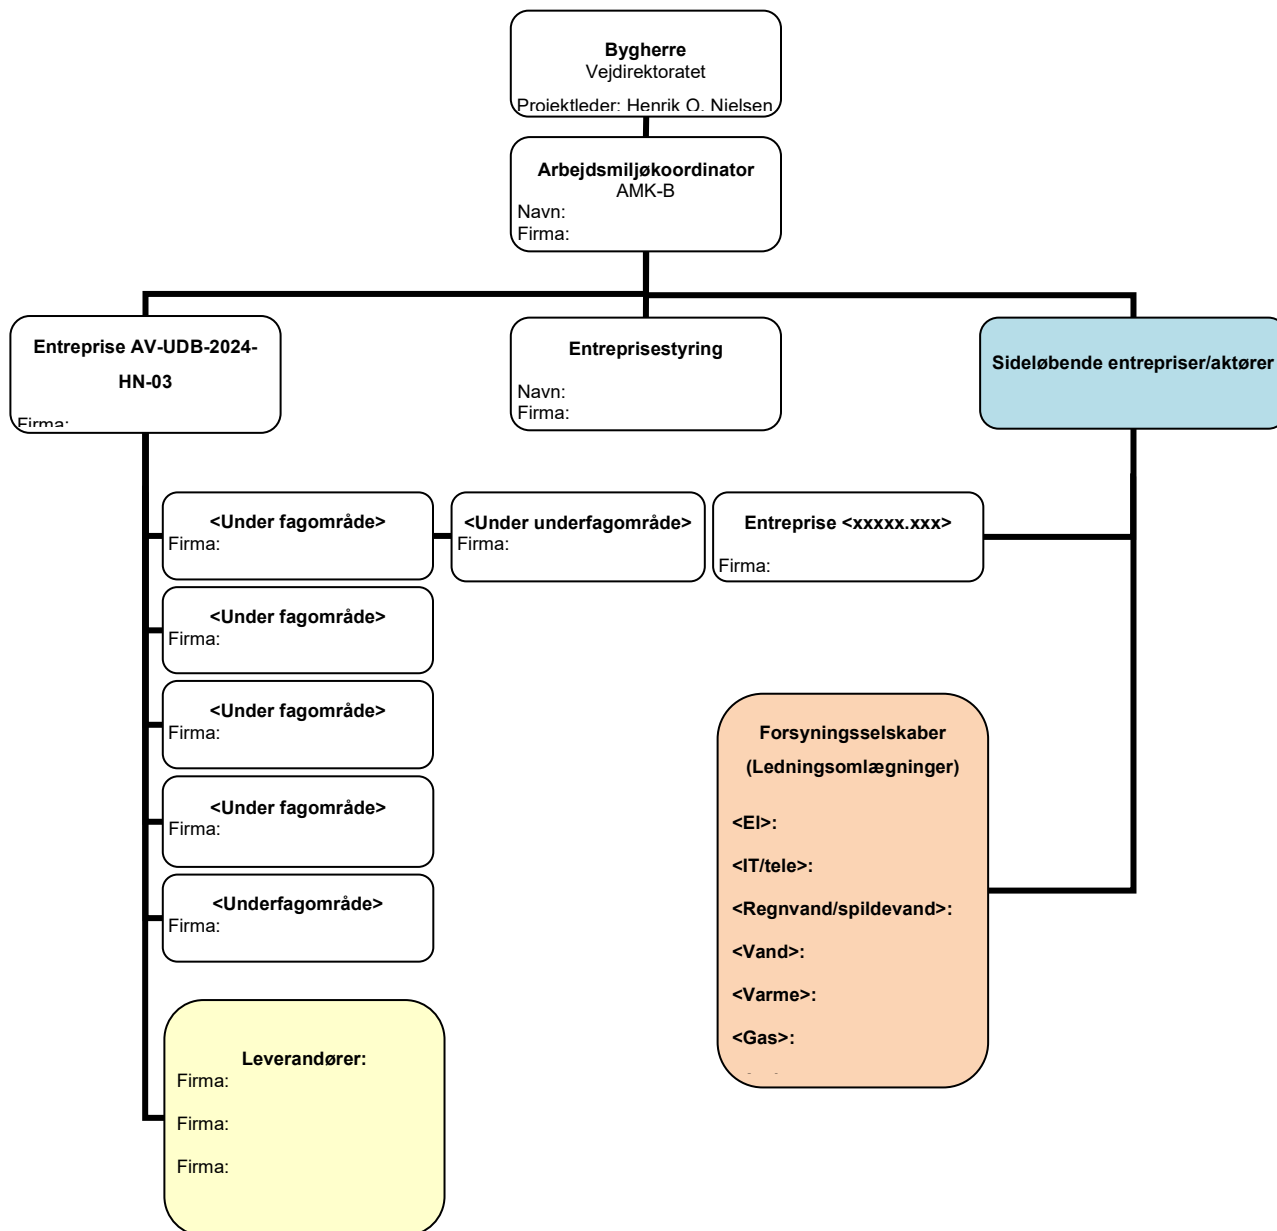 Bygherre
Vejdirektoratet
Projektleder: Henrik O. Nielsen
Arbejdsmiljøkoordinator
AMK-B
Navn:
Firma:
Entreprise AV-UDB-2024-
HN-03
Firma:
Entreprisestyring
Navn:
Firma:
Sideløbende entrepriser/aktører
<Under fagområde>
Firma:
<Under underfagområde>
Firma:
Entreprise <xxxxx.xxx>
Firma:
<Under fagområde>
Firma:
<Under fagområde>
Firma:
<Under fagområde>
Firma:
<Underfagområde>
Firma:
Forsyningsselskaber
(Ledningsomlægninger)
<El>:
<IT/tele>:
<Regnvand/spildevand>:
<Vand>:
<Varme>:
<Gas>:
Leverandører:
Firma:
Firma:
Firma: